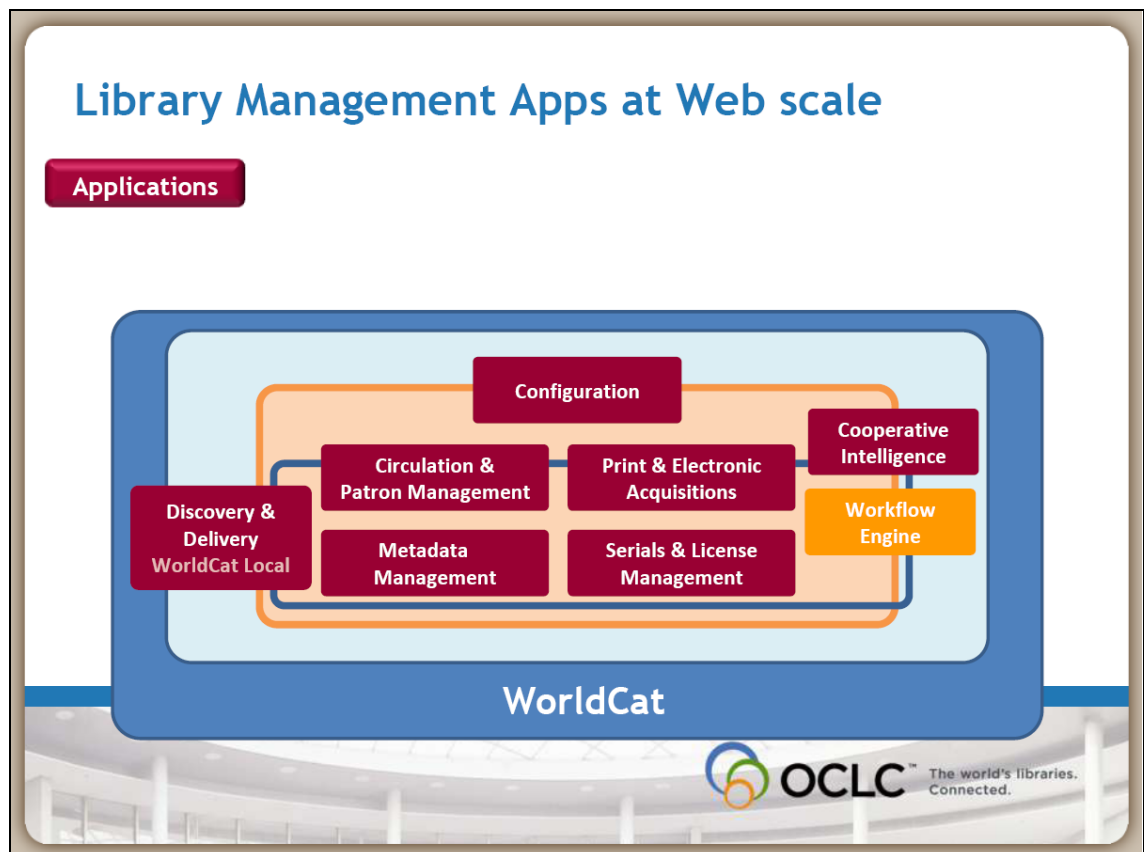 Library Management Apps at Web scale
Applications
Configuration
Cooperative
Intelligence
Circulation &
Patron Management
Print & Electronic
Acquisitions
Discovery &
Delivery
WorldCat Local
Workflow
Engine
Metadata
Management
Serials & License
Management
WorldCat
OCLC™
The world's libraries.
Connected.